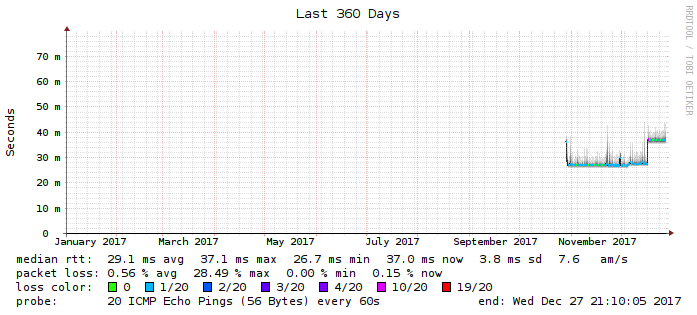 Last 360 Days
RRDTOOL / TOBI OETIKER
Seconds
70 m
60 m
50 m
40 m
30 m
20 m
10 m
0
January 2017 March 2017 May 2017 July 2017 September 2017 November 2017
median rtt: 29.1 ms avg 37.1 ms max 26.7 ms min 37.0 ms now 3.8 ms sd 7.6 am/s
packet loss: 0.56 % avg 28.49 % max 0.00 % min 0.15 % now
loss color: 0 1/20 2/20 3/20 4/20 10/20 19/20
probe: 20 ICMP Echo Pings (56 Bytes) every 60s end: Wed Dec 27 21:10:05 2017